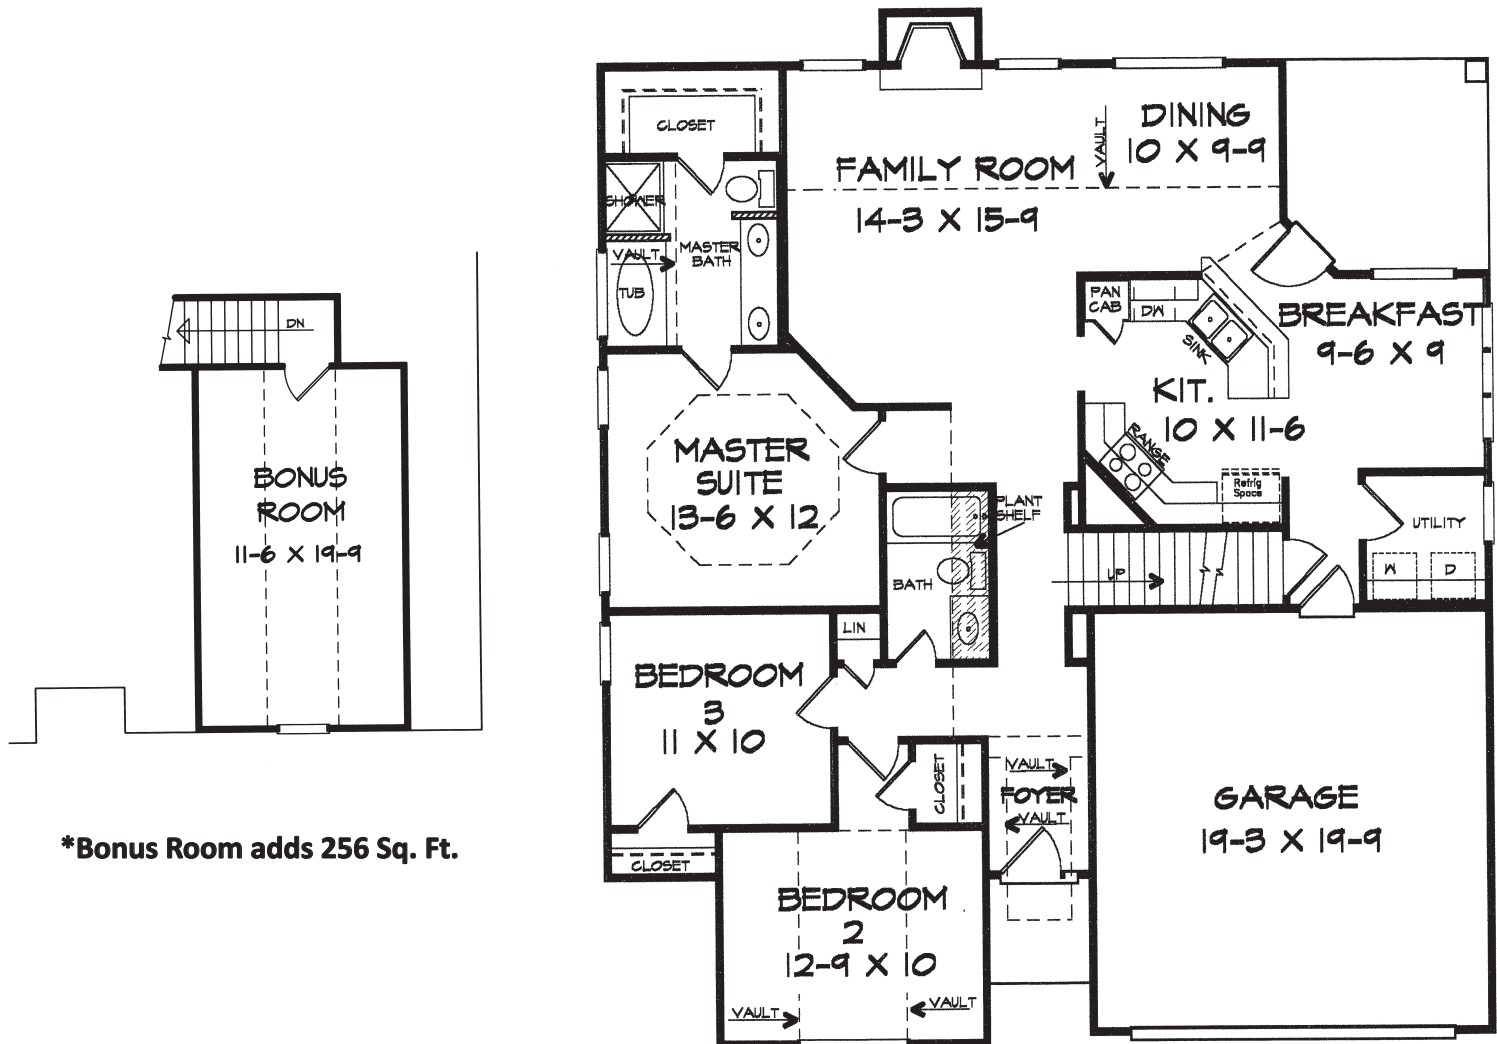 DN
BONUS
ROOM
11-6 X 19-9
*Bonus Room adds 256 Sq. Ft.
CLOSET
SHOWER
VAULT
MASTER
BATH
TUB
FAMILY ROOM
14-3 X 15-9
VAULT
DINING
10 X 9-9
PAN
CAB
DW
SINK
BREAKFAST
9-6 X 9
KIT.
10 X 11-6
RANGE
Refrig
Space
MASTER
SUITE
13-6 X 12
PLANT
SHELF
BATH
UP
UTILITY
W
D
LIN
BEDROOM
3
11 X 10
CLOSET
CLOSET
VAULT
FOYER
VAULT
GARAGE
19-3 X 19-9
BEDROOM
2
12-9 X 10
VAULT
VAULT